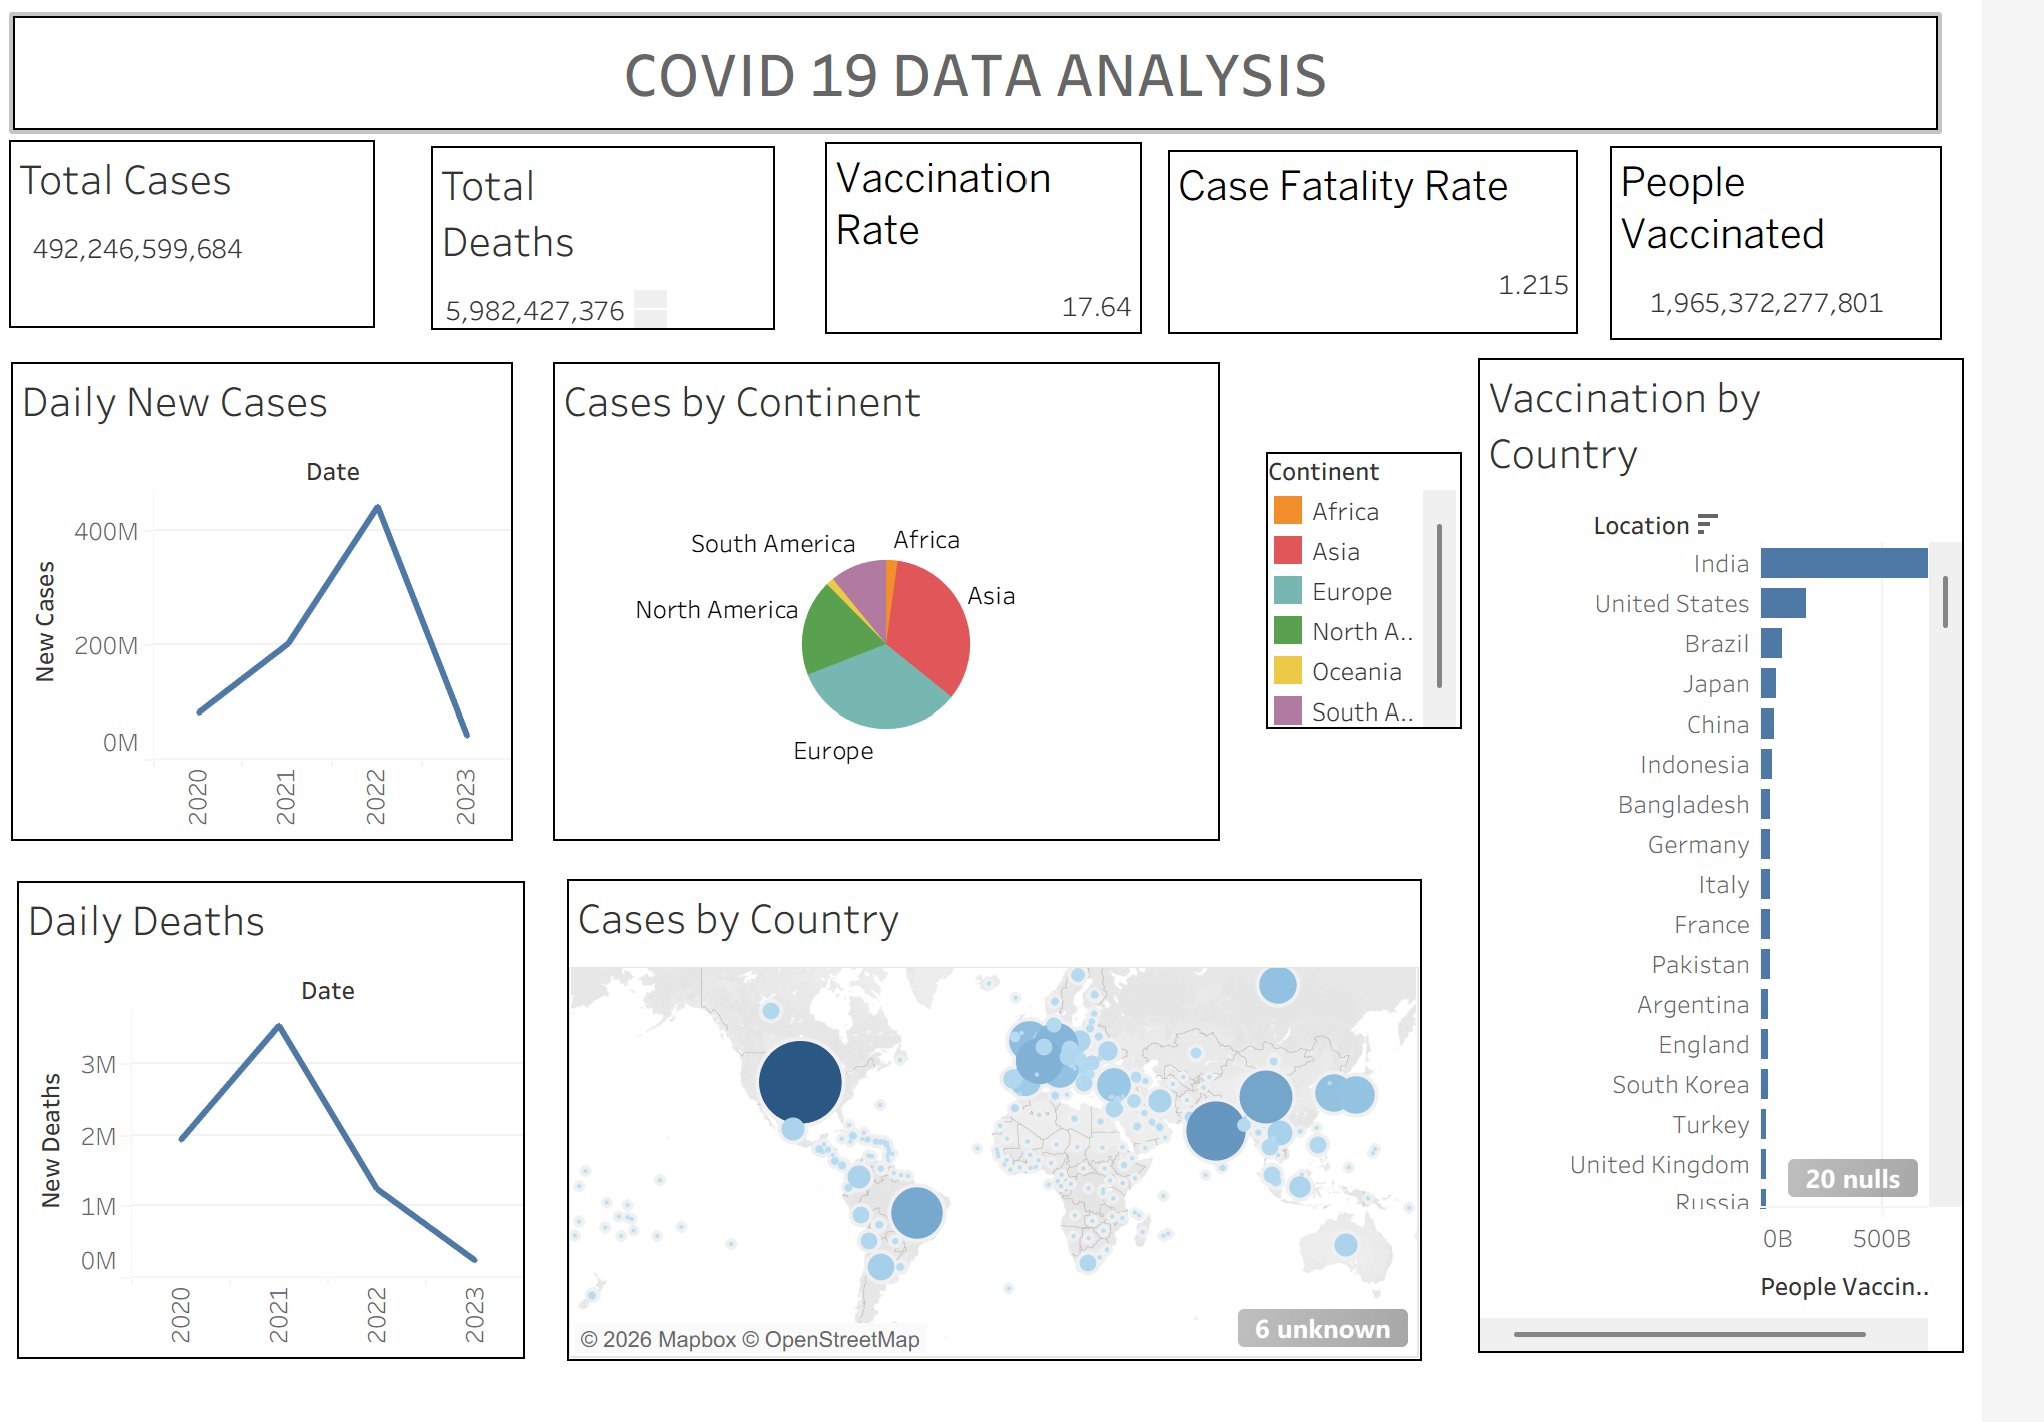 COVID 19 DATA ANALYSIS
Total Cases
492,246,599,684
Total
Deaths
5,982,427,376
Vaccination
Rate
17.64
Case Fatality Rate
1.215
People
Vaccinated
1,965,372,277,801
Daily New Cases
Date
New Cases
400M
200M
0M
2020
2021
2022
2023
Cases by Continent
South America
Africa
North America
Asia
Europe
Continent
Africa
Asia
Europe
North A..
Oceania
South A..
Vaccination by
Country
Location
India
United States
Brazil
Japan
China
Indonesia
Bangladesh
Germany
Italy
France
Pakistan
Argentina
England
South Korea
Turkey
United Kingdom
Russia
20 nulls
0B
500B
People Vaccin..
Daily Deaths
Date
New Deaths
3M
2M
1M
0M
2020
2021
2022
2023
Cases by Country
© 2026 Mapbox © OpenStreetMap
6 unknown